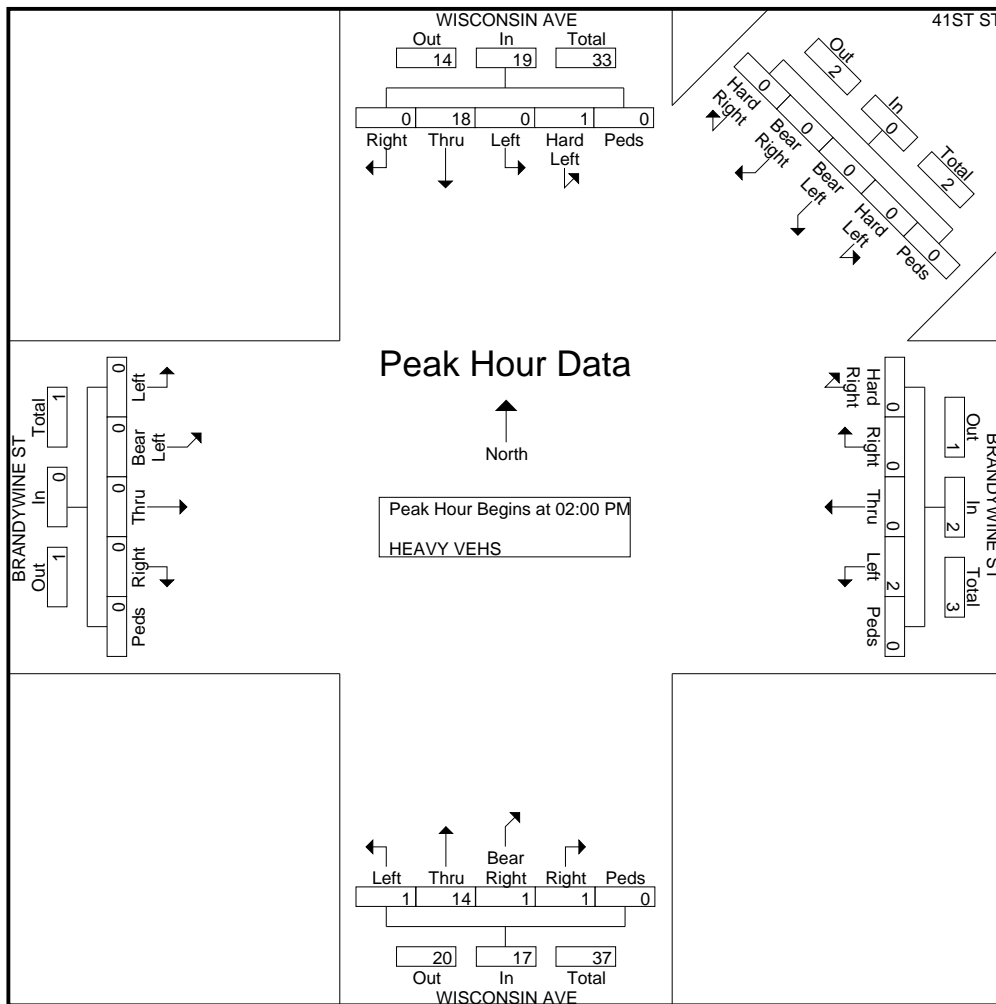 WISCONSIN AVE
Out In Total
14 19 33
0 18 0 1 0
Right Thru Left Hard Left Peds
41ST ST
Out In Total
2 0 2
0 0 0 0 0
Hard Right Bear Right Bear Left Hard Left Peds
Peak Hour Data
North
Peak Hour Begins at 02:00 PM
HEAVY VEHS
BRANDYWINE ST
Out In Total
1 0 1
0 0 0 0 0
Left Bear Left Thru Right Peds
BRANDYWINE ST
Out In Total
1 2 3
0 0 0 2 0
Hard Right Right Thru Left Peds
Left Thru Bear Right Right Peds
1 14 1 1 0
20 17 37
Out In Total
WISCONSIN AVE